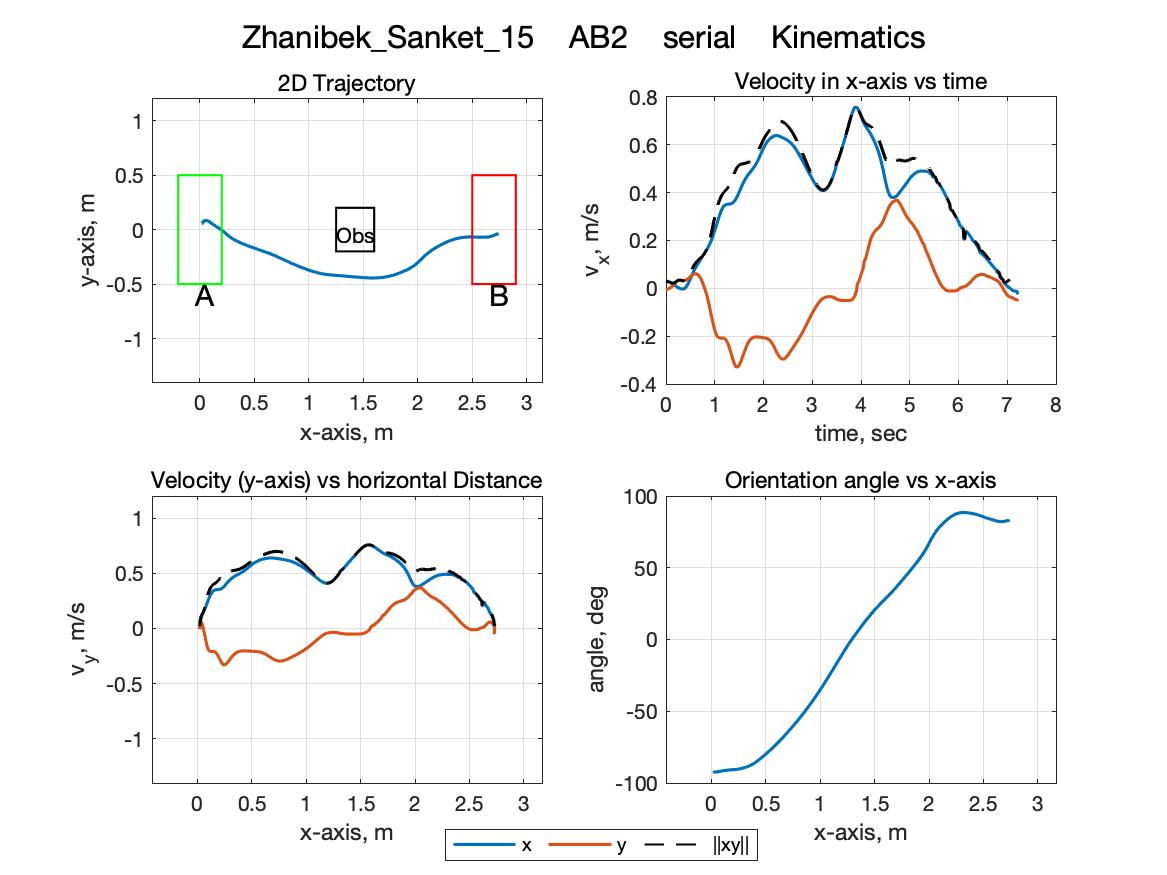 Zhanibek_Sanket_15 AB2 serial Kinematics
2D Trajectory
1
0.5
0
-0.5
-1
y-axis, m
Obs
A
B
0 0.5 1 1.5 2 2.5 3
x-axis, m
Velocity in x-axis vs time
0.8
0.6
0.4
0.2
0
-0.2
-0.4
vx, m/s
0 1 2 3 4 5 6 7 8
time, sec
Velocity (y-axis) vs horizontal Distance
1
0.5
0
-0.5
-1
vy, m/s
0 0.5 1 1.5 2 2.5 3
x-axis, m
Orientation angle vs x-axis
100
50
0
-50
-100
angle, deg
0 0.5 1 1.5 2 2.5 3
x-axis, m
x y ||xy||